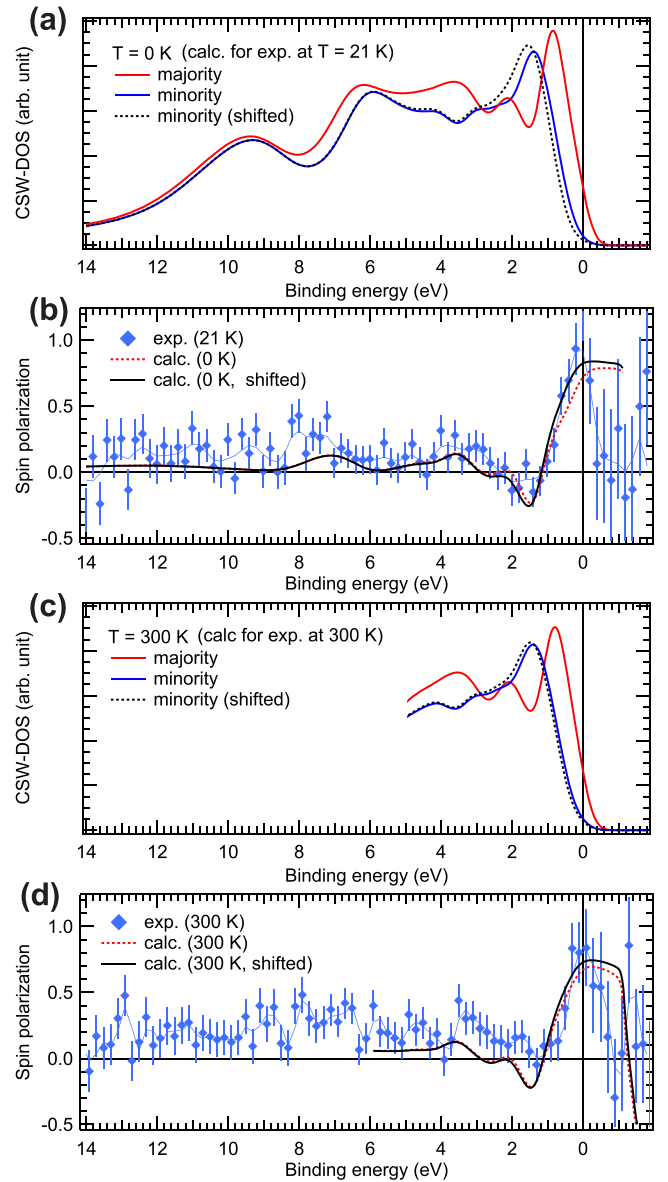 (a)
T = 0 K (calc. for exp. at T = 21 K)
majority
minority
minority (shifted)
CSW-DOS (arb. unit)
14 12 10 8 6 4 2 0
Binding energy (eV)
(b)
exp. (21 K)
calc. (0 K)
calc. (0 K, shifted)
Spin polarization
1.0
0.5
0.0
-0.5
14 12 10 8 6 4 2 0
Binding energy (eV)
(c)
T = 300 K (calc for exp. at 300 K)
majority
minority
minority (shifted)
CSW-DOS (arb. unit)
14 12 10 8 6 4 2 0
Binding energy (eV)
(d)
exp. (300 K)
calc. (300 K)
calc. (300 K, shifted)
Spin polarization
1.0
0.5
0.0
-0.5
14 12 10 8 6 4 2 0
Binding energy (eV)